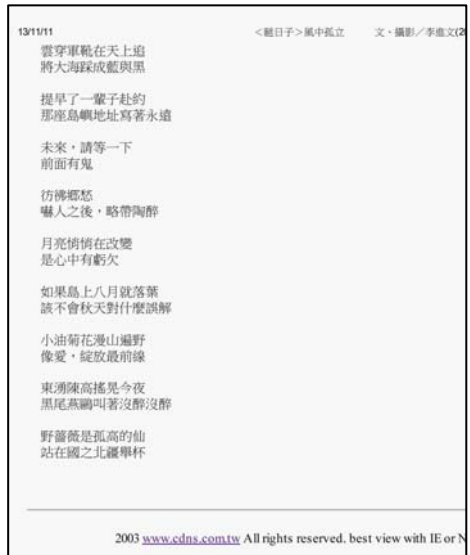 13/11/11 <縋日子>風中孤立 文、攝影／李進文(2
雲穿軍靴在天上追
將大海踩成藍與黑
提早了一輩子赴約
那座島嶼地址寫著永遠
未來，請等一下
前面有鬼
彷彿鄉愁
嚇人之後，略帶陶醉
月亮悄悄在改變
是心中有虧欠
如果島上八月就落葉
該不會秋天對什麼誤解
小油菊花漫山遍野
像愛，綻放最前線
東湧陳高搖晃今夜
黑尾燕鷗叫著沒醉沒醉
野薔薇是孤高的仙
站在國之北疆舉杯
2003 www.cdns.com.tw All rights reserved. best view with IE or N